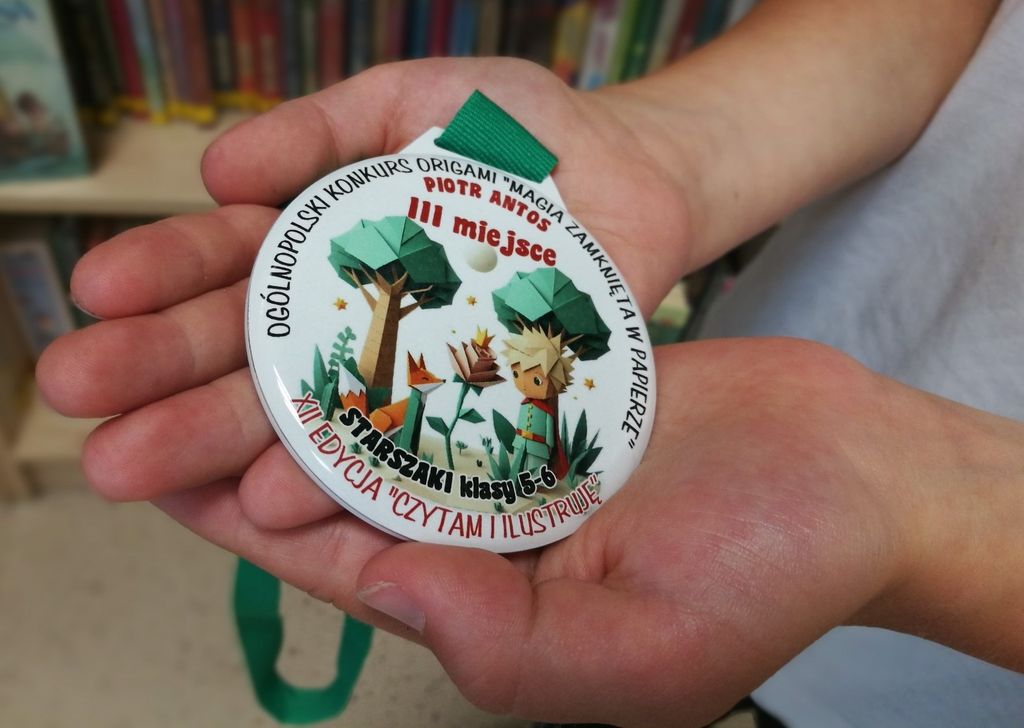 OGÓLNOPOLSKI KONKURS ORIGAMI "MAGIA ZAMKNIĘTA W PAPIERZE"
PIOTR ANTOS
III miejsce
STARSZAKI klasy 5-6
XII EDYCJA "CZYTAM I ILUSTRUJĘ"